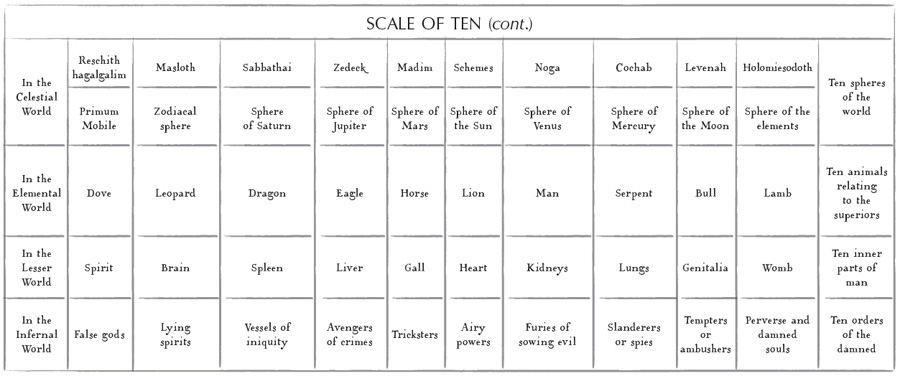 SCALE OF TEN (cont.)
In the
Celestial
World
Reschith
hagalgalim
Masloth
Sabbathai
Zedeck
Madim
Schemes
Noga
Cochab
Levenah
Holomiesodoth
Ten spheres
of the
world
Primum
Mobile
Zodiacal
sphere
Sphere
of Saturn
Sphere of
Jupiter
Sphere of
Mars
Sphere of
the Sun
Sphere of
Venus
Sphere of
Mercury
Sphere of
the Moon
Sphere of the
elements
In the
Elemental
World
Dove
Leopard
Dragon
Eagle
Horse
Lion
Man
Serpent
Bull
Lamb
Ten animals
relating
to the
superiors
In the
Lesser
World
Spirit
Brain
Spleen
Liver
Gall
Heart
Kidneys
Lungs
Genitalia
Womb
Ten inner
parts of
man
In the
Infernal
World
False gods
Lying
spirits
Vessels of
iniquity
Avengers
of crimes
Tricksters
Airy
powers
Furies of
sowing evil
Slanderers
or spies
Tempters
or
ambushers
Perverse and
damned
souls
Ten orders
of the
damned